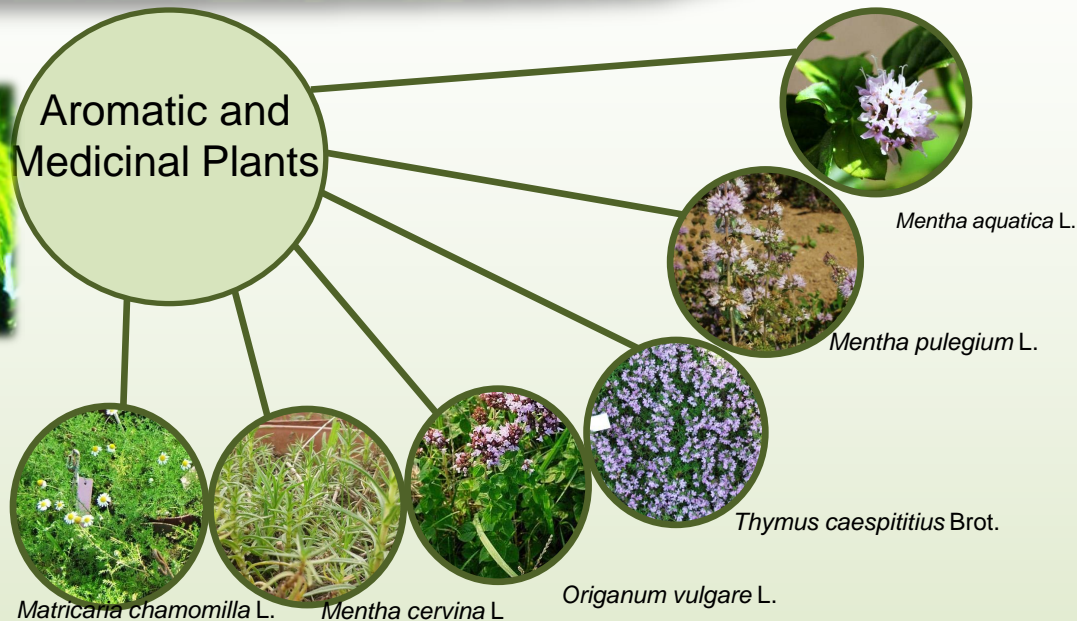 Aromatic and
Medicinal Plants
Mentha aquatica L.
Mentha pulegium L.
Thymus caespititius Brot.
Origanum vulgare L.
Matricaria chamomilla L.
Mentha cervina L